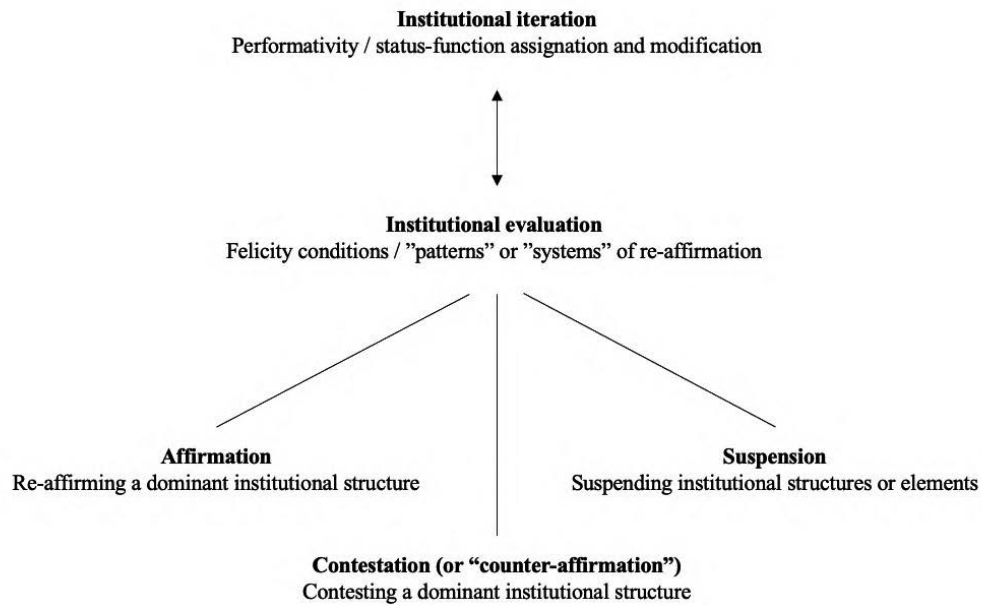 Institutional iteration
Performativity / status-function assignation and modification
Institutional evaluation
Felicity conditions / ”patterns” or ”systems” of re-affirmation
Affirmation
Re-affirming a dominant institutional structure
Suspension
Suspending institutional structures or elements
Contestation (or “counter-affirmation”)
Contesting a dominant institutional structure